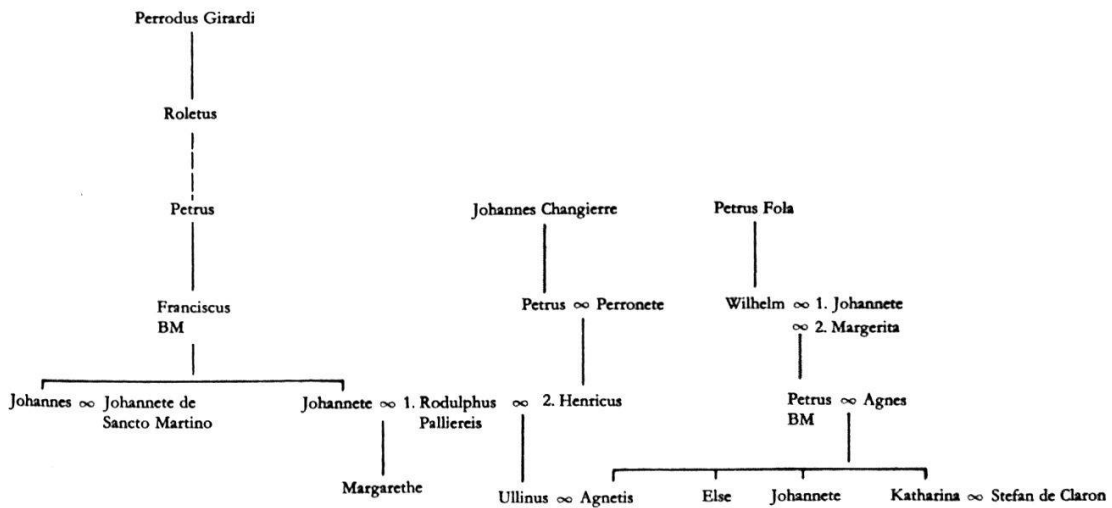 Perrodus Girardi
Roletus
Petrus Johannes Changierre Petrus Fola
Franciscus Petrus ∞ Perronete Wilhelm ∞ 1. Johannete
BM ∞ 2. Margerita
Johannes ∞ Johannete de Johannete ∞ 1. Rodulphus ∞ 2. Henricus Petrus ∞ Agnes
Sancto Martino Palliereis BM
Margarethe Ullinus ∞ Agnetis Else Johannete Katharina ∞ Stefan de Claron